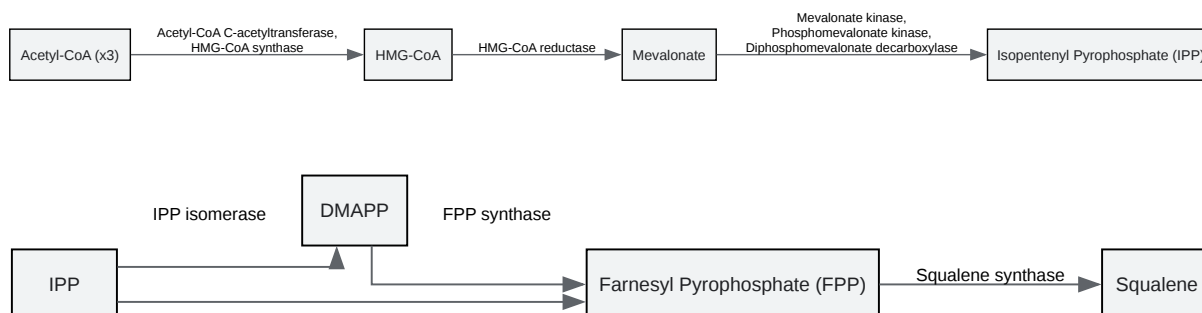 Acetyl-CoA (x3)
Acetyl-CoA C-acetyltransferase,
HMG-CoA synthase
HMG-CoA
HMG-CoA reductase
Mevalonate
Mevalonate kinase,
Phosphomevalonate kinase,
Diphosphomevalonate decarboxylase
Isopentenyl Pyrophosphate (IPP)
IPP isomerase
DMAPP
FPP synthase
IPP
Farnesyl Pyrophosphate (FPP)
Squalene synthase
Squalene